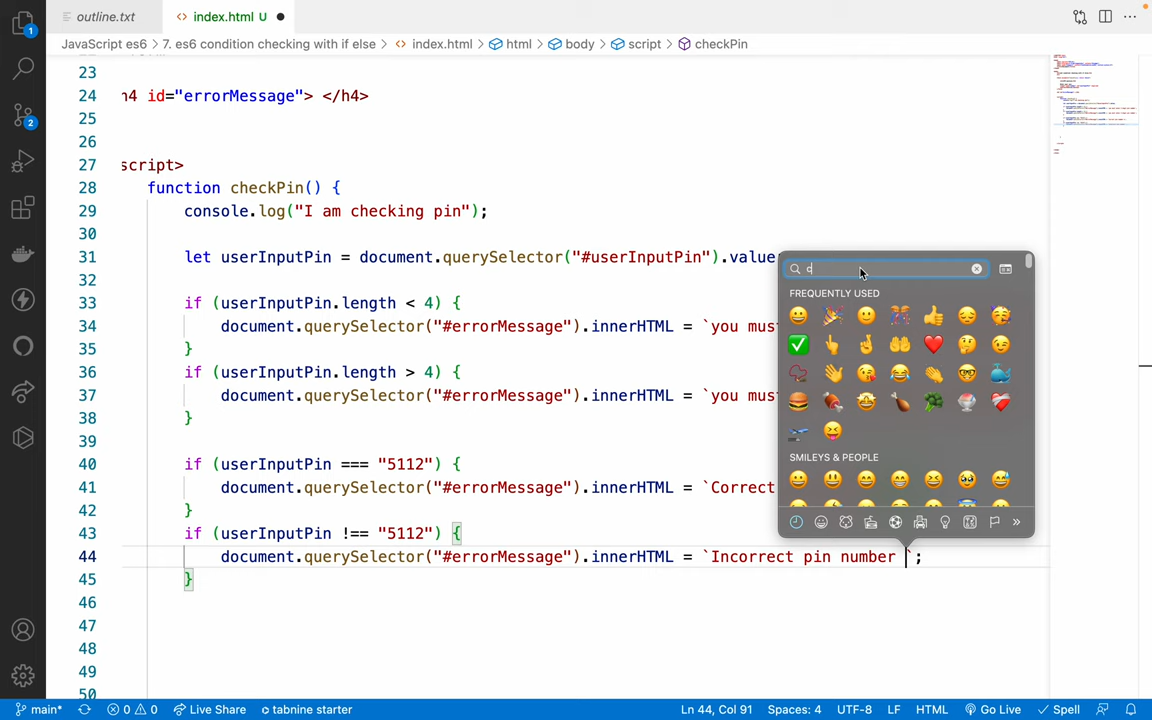 outline.txt
index.html U
JavaScript es6 > 7. es6 condition checking with if else > index.html > html > body > script > checkPin
23
24 h4 id="errorMessage"> </h4>
25
26
27 script>
28 function checkPin() {
29 console.log("I am checking pin");
30
31 let userInputPin = document.querySelector("#userInputPin").value
32
33 if (userInputPin.length < 4) {
34 document.querySelector("#errorMessage").innerHTML = `you mus
35 }
36 if (userInputPin.length > 4) {
37 document.querySelector("#errorMessage").innerHTML = `you mus
38 }
39
40 if (userInputPin === "5112") {
41 document.querySelector("#errorMessage").innerHTML = `Correct
42 }
43 if (userInputPin !== "5112") {
44 document.querySelector("#errorMessage").innerHTML = `Incorrect pin number `;
45 }
46
47
48
49
50
c
FREQUENTLY USED
SMILEYS & PEOPLE
1
2
main* 0 0 Live Share tabnine starter Ln 44, Col 91 Spaces: 4 UTF-8 LF HTML Go Live Spell